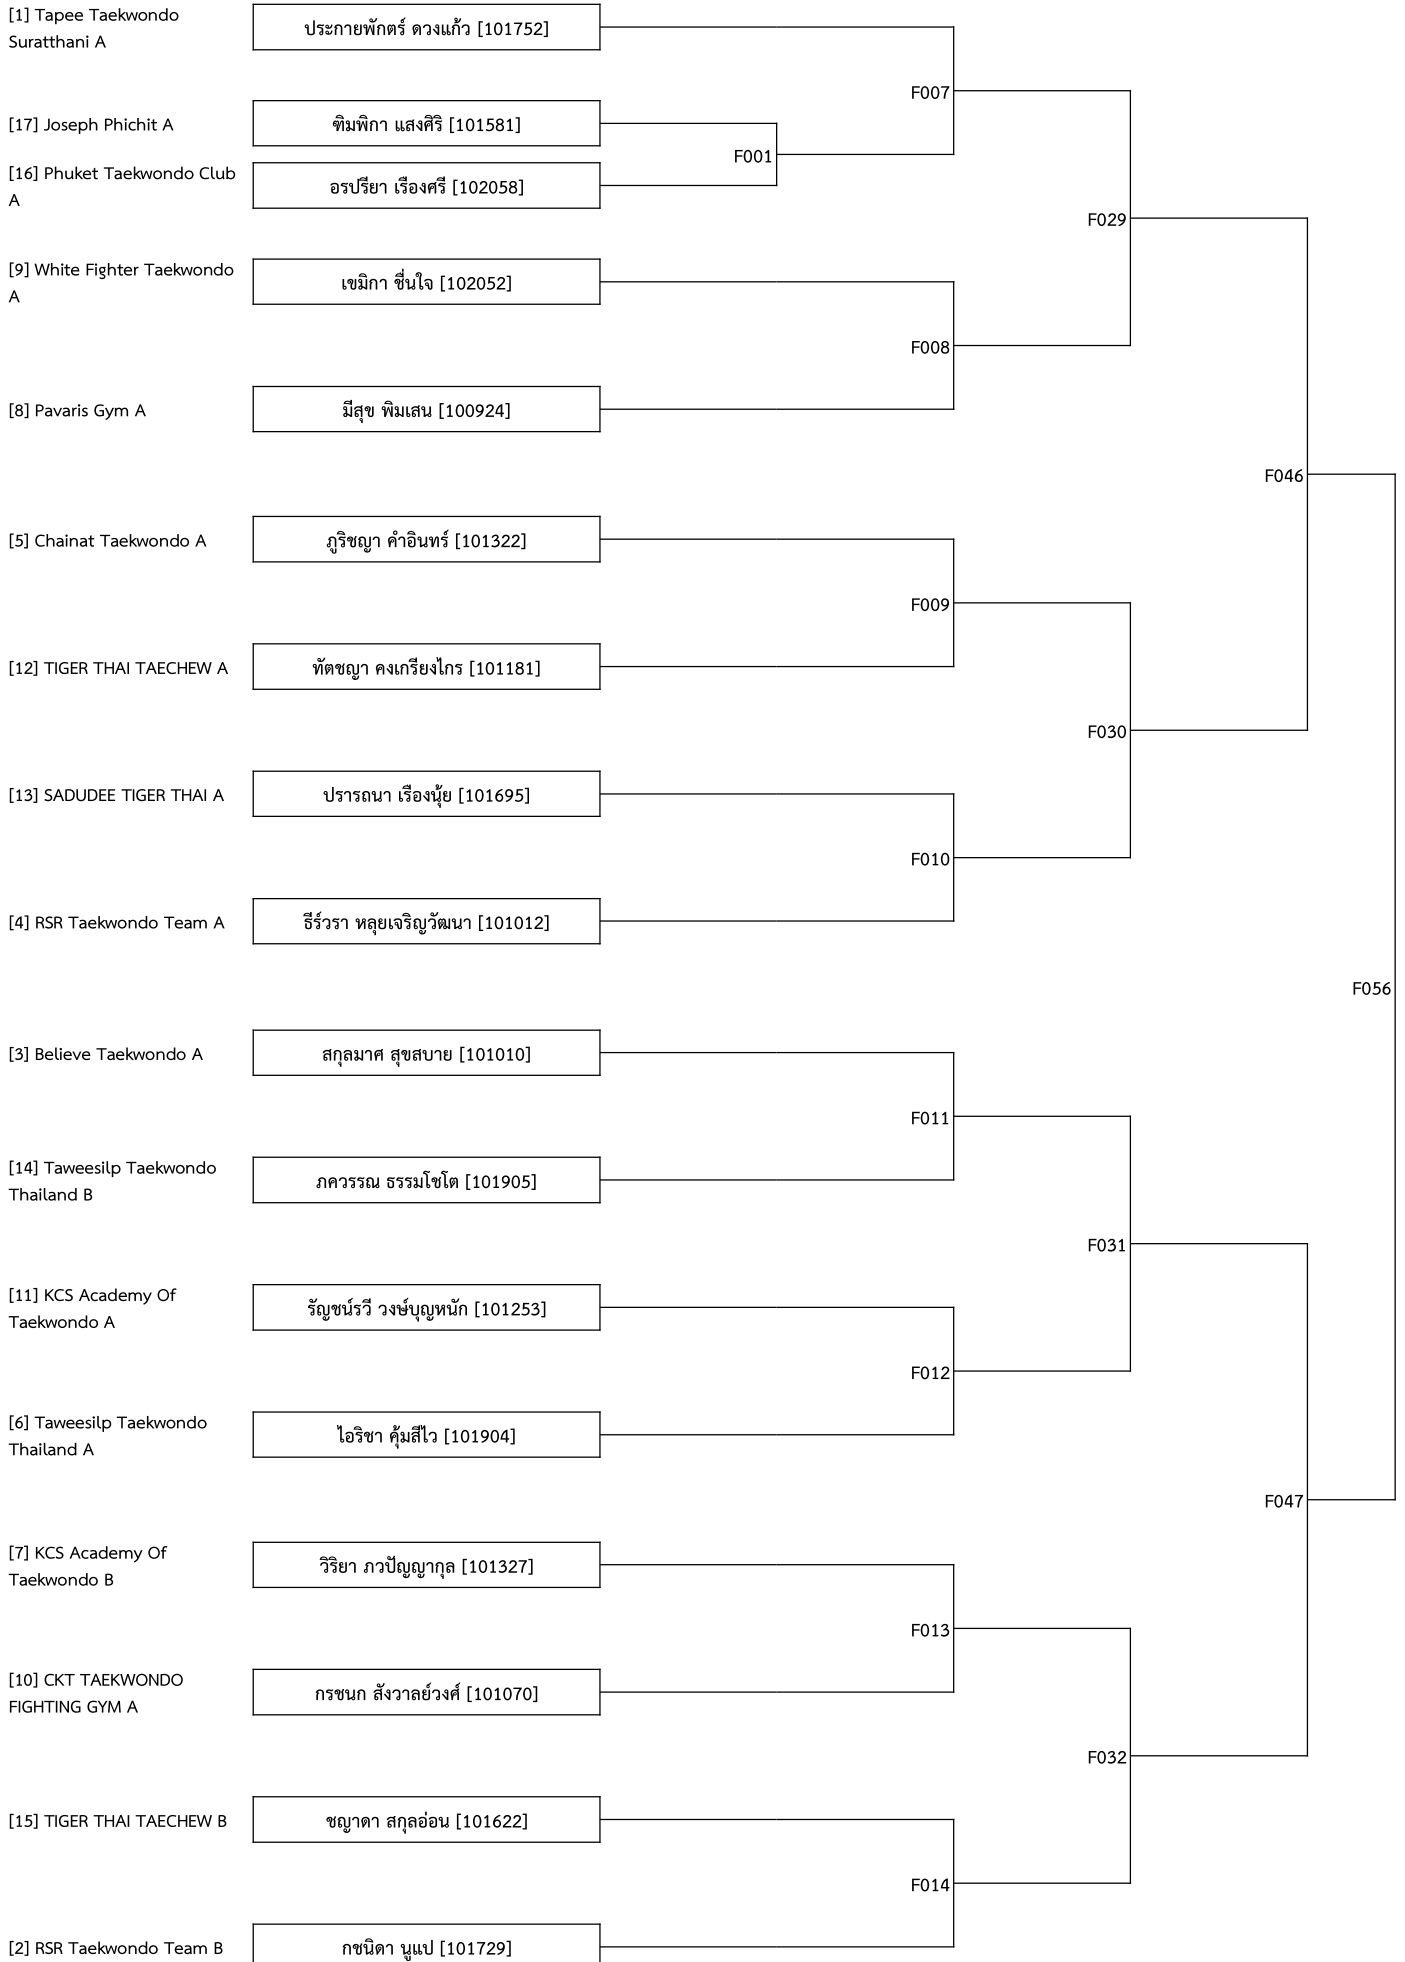 [1] Tapee Taekwondo
Suratthani A
ประกายพักตร์ ดวงแก้ว [101752]
F007
[17] Joseph Phichit A
ฑิมพิกา แสงศิริ [101581]
F001
[16] Phuket Taekwondo Club
A
อรปรียา เรืองศรี [102058]
F029
[9] White Fighter Taekwondo
A
เขมิกา ชื่นใจ [102052]
F008
[8] Pavaris Gym A
มีสุข พิมเสน [100924]
F046
[5] Chainat Taekwondo A
ภูริชญา คำอินทร์ [101322]
F009
[12] TIGER THAI TAECHEW A
ทัตชญา คงเกรียงไกร [101181]
F030
[13] SADUDEE TIGER THAI A
ปรารถนา เรืองนุ้ย [101695]
F010
[4] RSR Taekwondo Team A
ธีร์วรา หลุยเจริญวัฒนา [101012]
F056
[3] Believe Taekwondo A
สกุลมาศ สุขสบาย [101010]
F011
[14] Taweesilp Taekwondo
Thailand B
ภควรรณ ธรรมโชโต [101905]
F031
[11] KCS Academy Of
Taekwondo A
รัญชน์รวี วงษ์บุญหนัก [101253]
F012
[6] Taweesilp Taekwondo
Thailand A
ไอริชา คุ้มสีไว [101904]
F047
[7] KCS Academy Of
Taekwondo B
วิริยา ภวปัญญากุล [101327]
F013
[10] CKT TAEKWONDO
FIGHTING GYM A
กรชนก สังวาลย์วงศ์ [101070]
F032
[15] TIGER THAI TAECHEW B
ชญาดา สกุลอ่อน [101622]
F014
[2] RSR Taekwondo Team B
กชนิดา นูแป [101729]